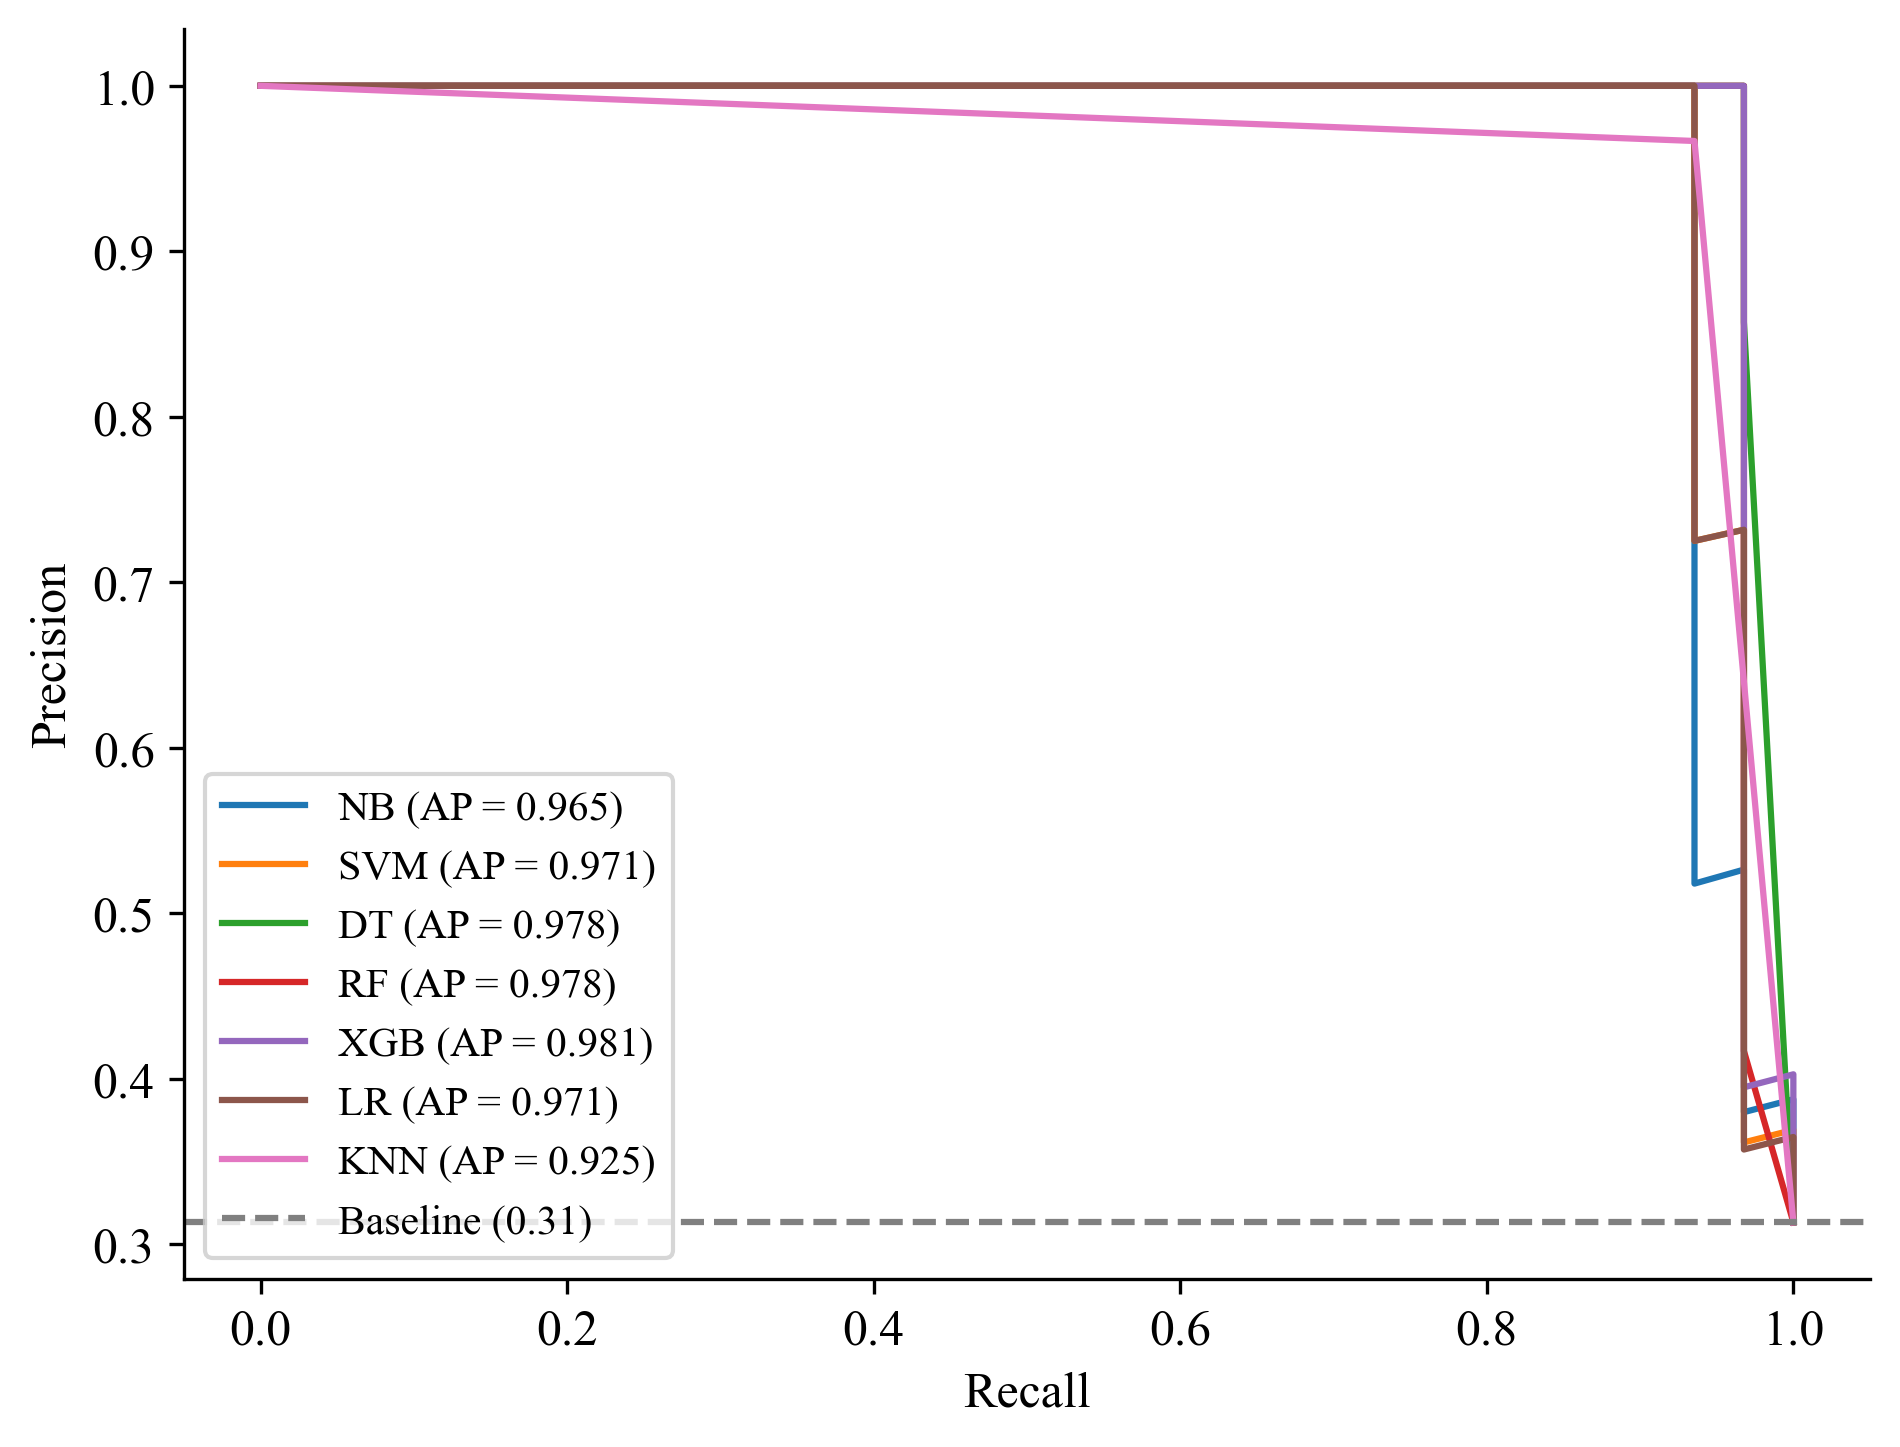 1.0
0.9
0.8
0.7
0.6
0.5
0.4
0.3
Precision
NB (AP = 0.965)
SVM (AP = 0.971)
DT (AP = 0.978)
RF (AP = 0.978)
XGB (AP = 0.981)
LR (AP = 0.971)
KNN (AP = 0.925)
Baseline (0.31)
0.0 0.2 0.4 0.6 0.8 1.0
Recall